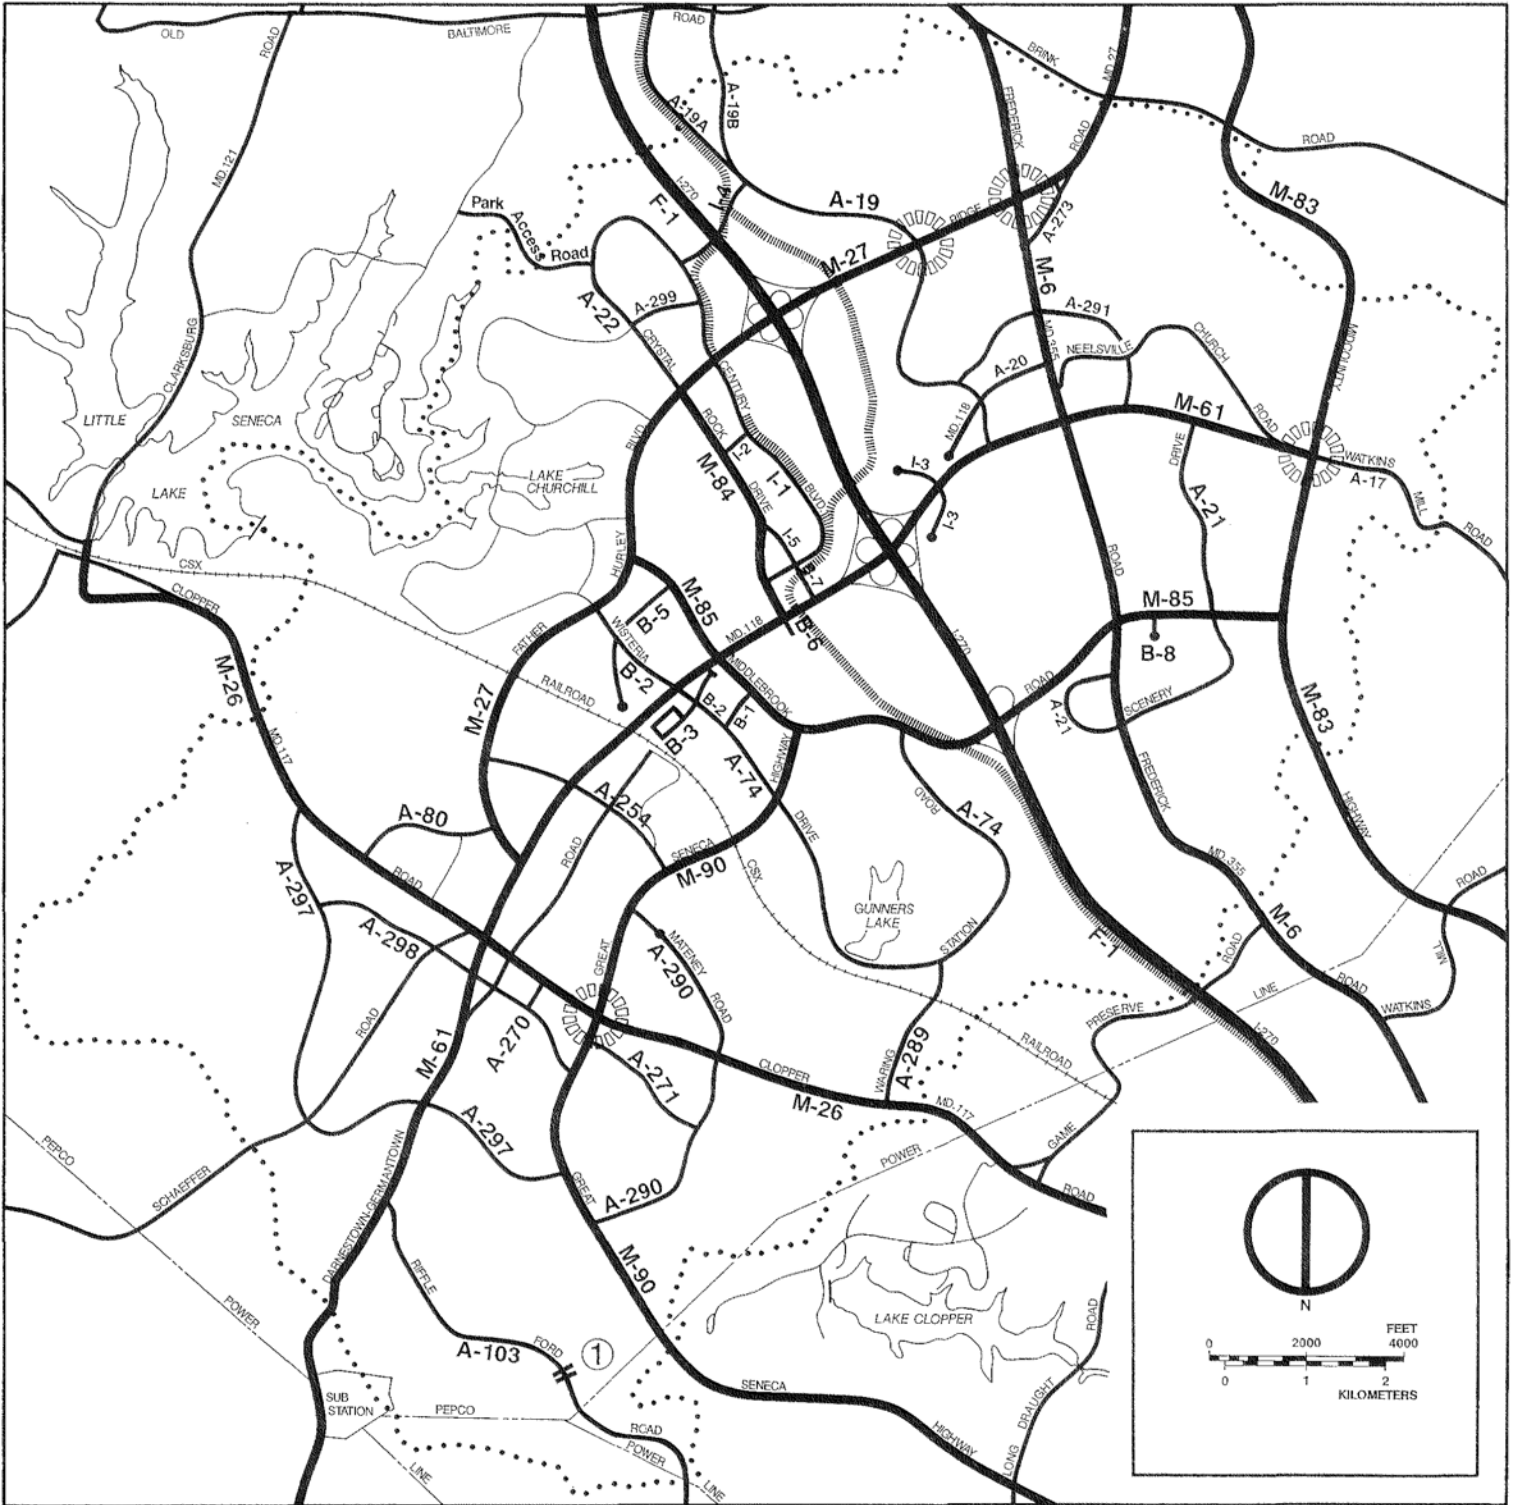 OLD
ROAD
BALTIMORE
ROAD
BRINK
MD.27
A-19A
A-19B
FREDERICK
ROAD
ROAD
MD.121
I-270
F-1
A-19
RIDGE
M-83
A-273
Park
Access
Road
M-27
M-6
A-22
A-299
A-291
CRYSTAL
MD.355
NEELSVILLE
CHURCH
MIDCOUNTY
CLARKSBURG
CENTURY
A-20
ROAD
M-61
LITTLE
SENECA
BLVD
ROCK
MD.118
DRIVE
WATKINS
A-17
I-2
I-3
LAKE
CHURCHILL
M-84
I-1
LAKE
DRIVE
BLVD.
A-21
MILL
ROAD
I-3
I-5
CSX
HURLEY
B-7
ROAD
CLOPPER
M-85
M-85
B-5
MD.118
B-6
I-270
FATHER
WISTERIA
B-8
M-26
B-2
MIDDLEBROOK
ROAD
RAILROAD
B-2
B-1
A-21
SCENERY
M-27
B-3
M-83
MD.117
A-74
HIGHWAY
A-254
ROAD
A-74
FREDERICK
HIGHWAY
A-80
DRIVE
ROAD
SENECA
MD.355
A-297
ROAD
M-90
CSX
ROAD
GUNNERS
LAKE
A-298
M-6
F-1
MATENEY
GREAT
A-290
STATION
ROAD
MILL
ROAD
ROAD
LINE
ROAD
WATKINS
PRESERVE
I-270
M-61
A-270
RAILROAD
A-289
WARING
A-271
CLOPPER
M-26
MD.117
A-297
GAME
PEPCO
POWER
SCHAEFFER
DARNESTOWN-GERMANTOWN
GREAT
A-290
ROAD
N
M-90
RIFFLE
POWER
LAKE CLOPPER
ROAD
FEET
0 2000 4000
0 1 2
KILOMETERS
FORD
A-103
1
SENECA
SUB
STATION
PEPCO
DRAUGHT
ROAD
POWER
HIGHWAY
LINE
LINE
LONG